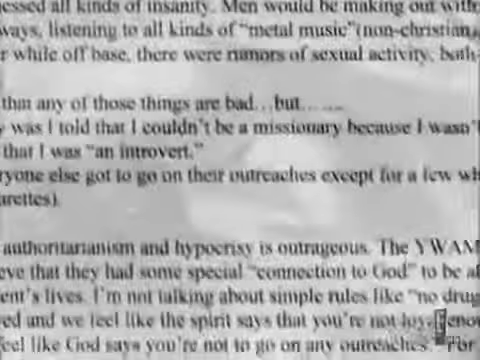 essed all kinds of insanity. Men would be making out with
ways, listening to all kinds of "metal music"(non-christian,
r while off base, there were rumors of sexual activity, both
that any of those things are bad...but.......
y was I told that I couldn't be a missionary because I wasn't
that I was "an introvert."
ryone else got to go on their outreaches except for a few wh
arettes).
authoritarianism and hypocrisy is outrageous. The YWAM
eve that they had some special "connection to God" to be a
ent's lives. I'm not talking about simple rules like "no drug
ed and we feel like the spirit says that you're not
feel like God says you're not to go on any outreaches." For